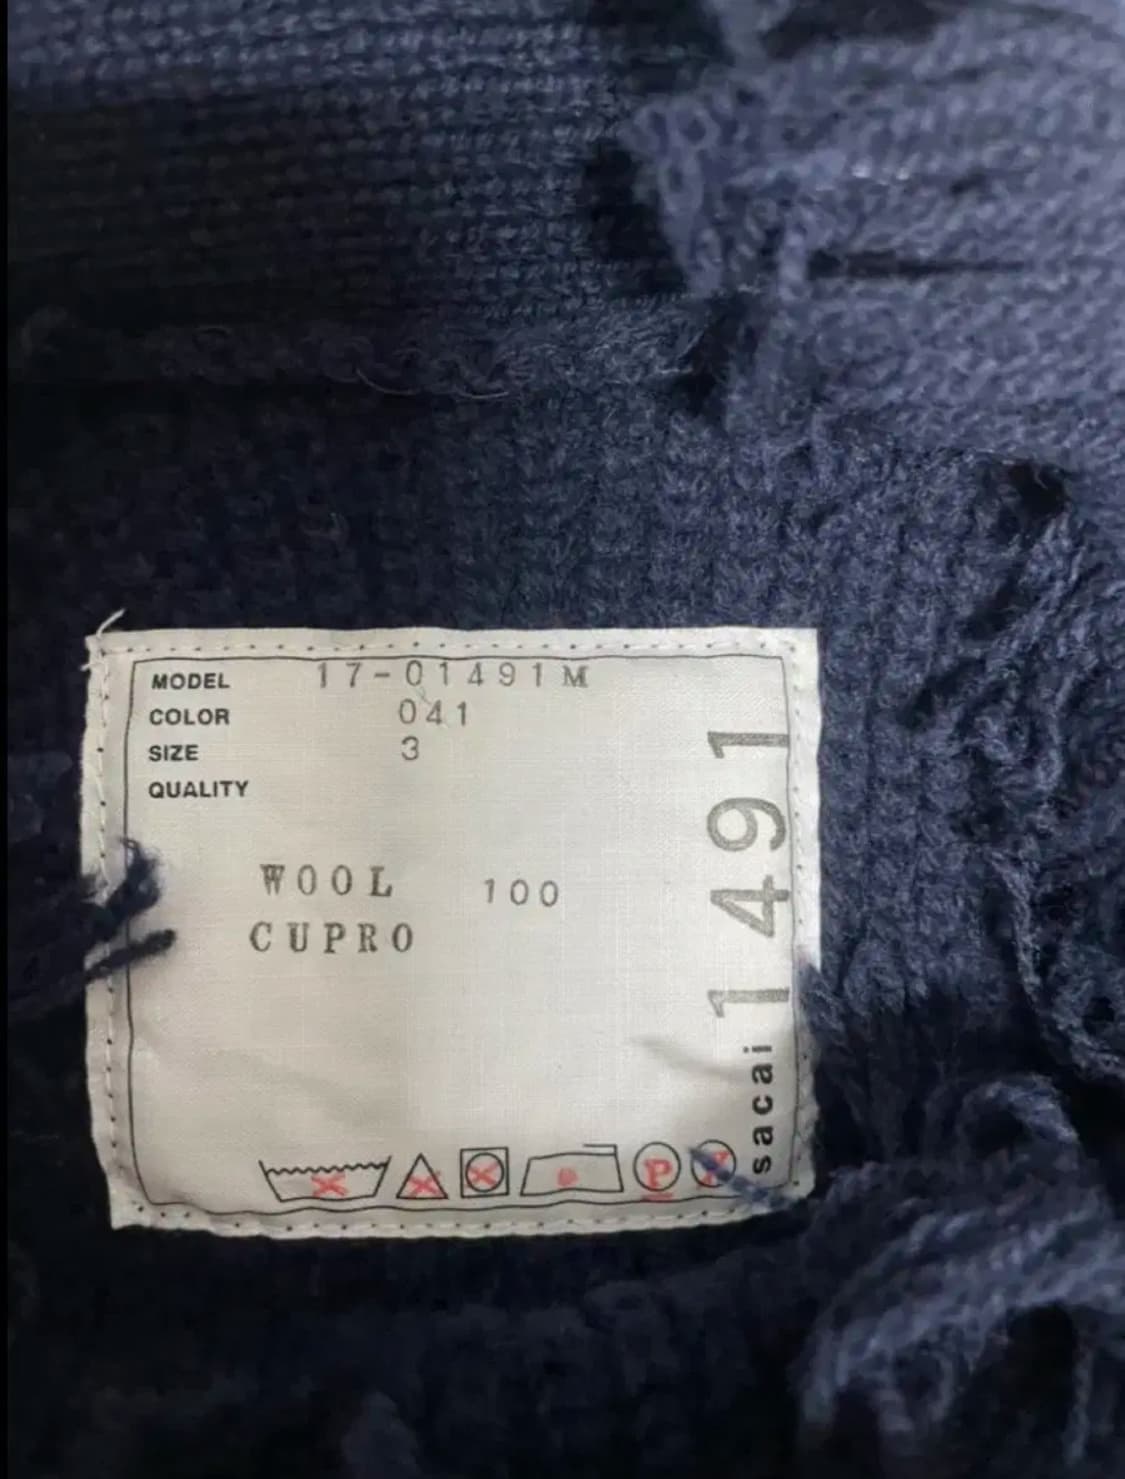 MODEL 17-01491M
COLOR 041
SIZE 3
QUALITY
WOOL 100
CUPRO
P
sacai 1491